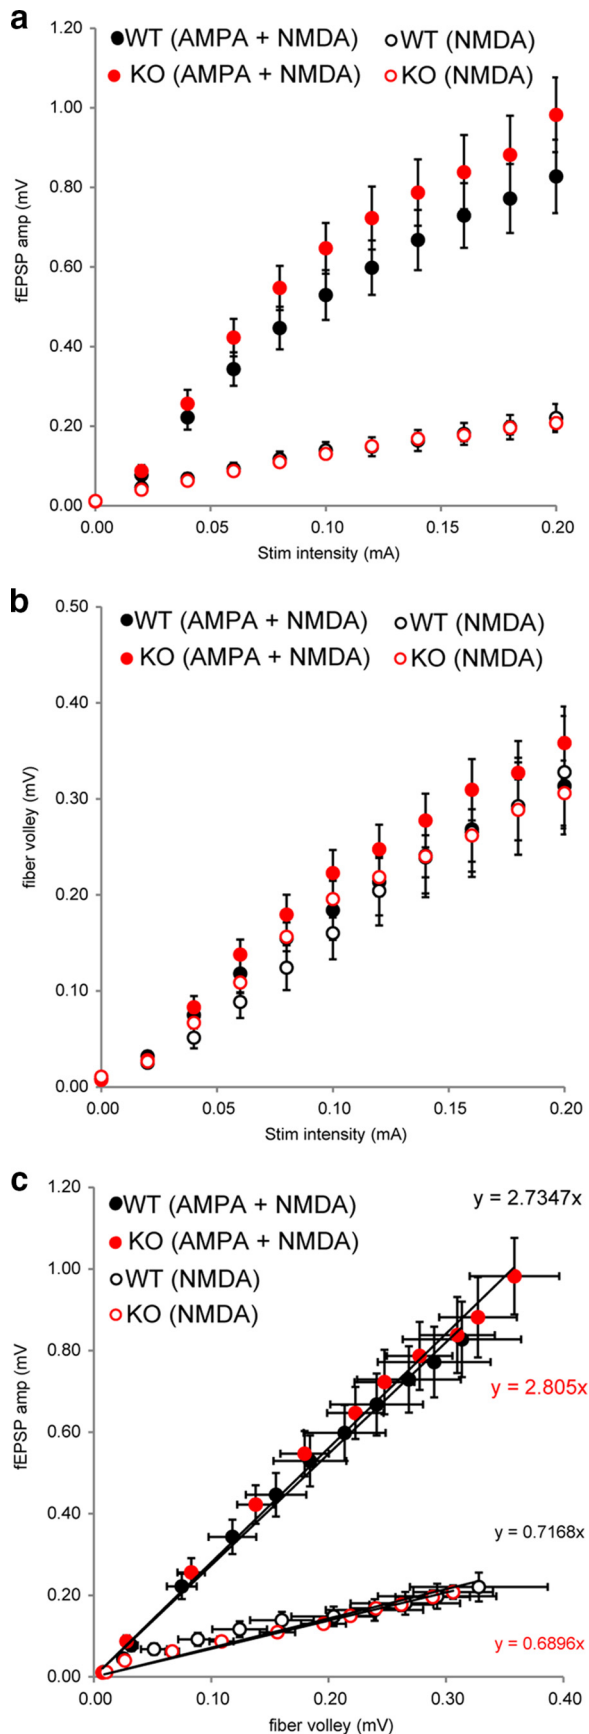 a
1.20
WT (AMPA + NMDA) WT (NMDA)
KO (AMPA + NMDA) KO (NMDA)
1.00
0.80
0.60
0.40
0.20
0.00
fEPSP amp (mV
0.00 0.05 0.10 0.15 0.20
Stim intensity (mA)
b
0.50
WT (AMPA + NMDA) WT (NMDA)
KO (AMPA + NMDA) KO (NMDA)
0.40
0.30
0.20
0.10
0.00
fiber volley (mV)
0.00 0.05 0.10 0.15 0.20
Stim intensity (mA)
c
1.20
WT (AMPA + NMDA)
y = 2.7347x
KO (AMPA + NMDA)
WT (NMDA)
KO (NMDA)
1.00
0.80
y = 2.805x
0.60
0.40
y = 0.7168x
0.20
y = 0.6896x
0.00
fEPSP amp (mV)
0.00 0.10 0.20 0.30 0.40
fiber volley (mV)